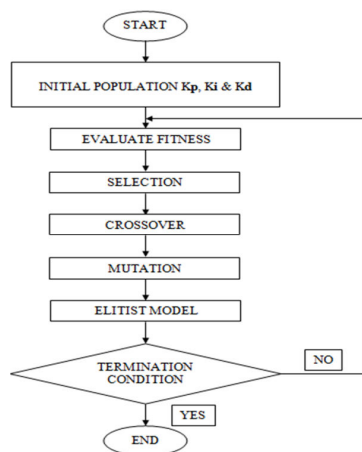 START
INITIAL POPULATION Kp, Ki & Kd
EVALUATE FITNESS
SELECTION
CROSSOVER
MUTATION
ELITIST MODEL
TERMINATION
CONDITION
NO
YES
END